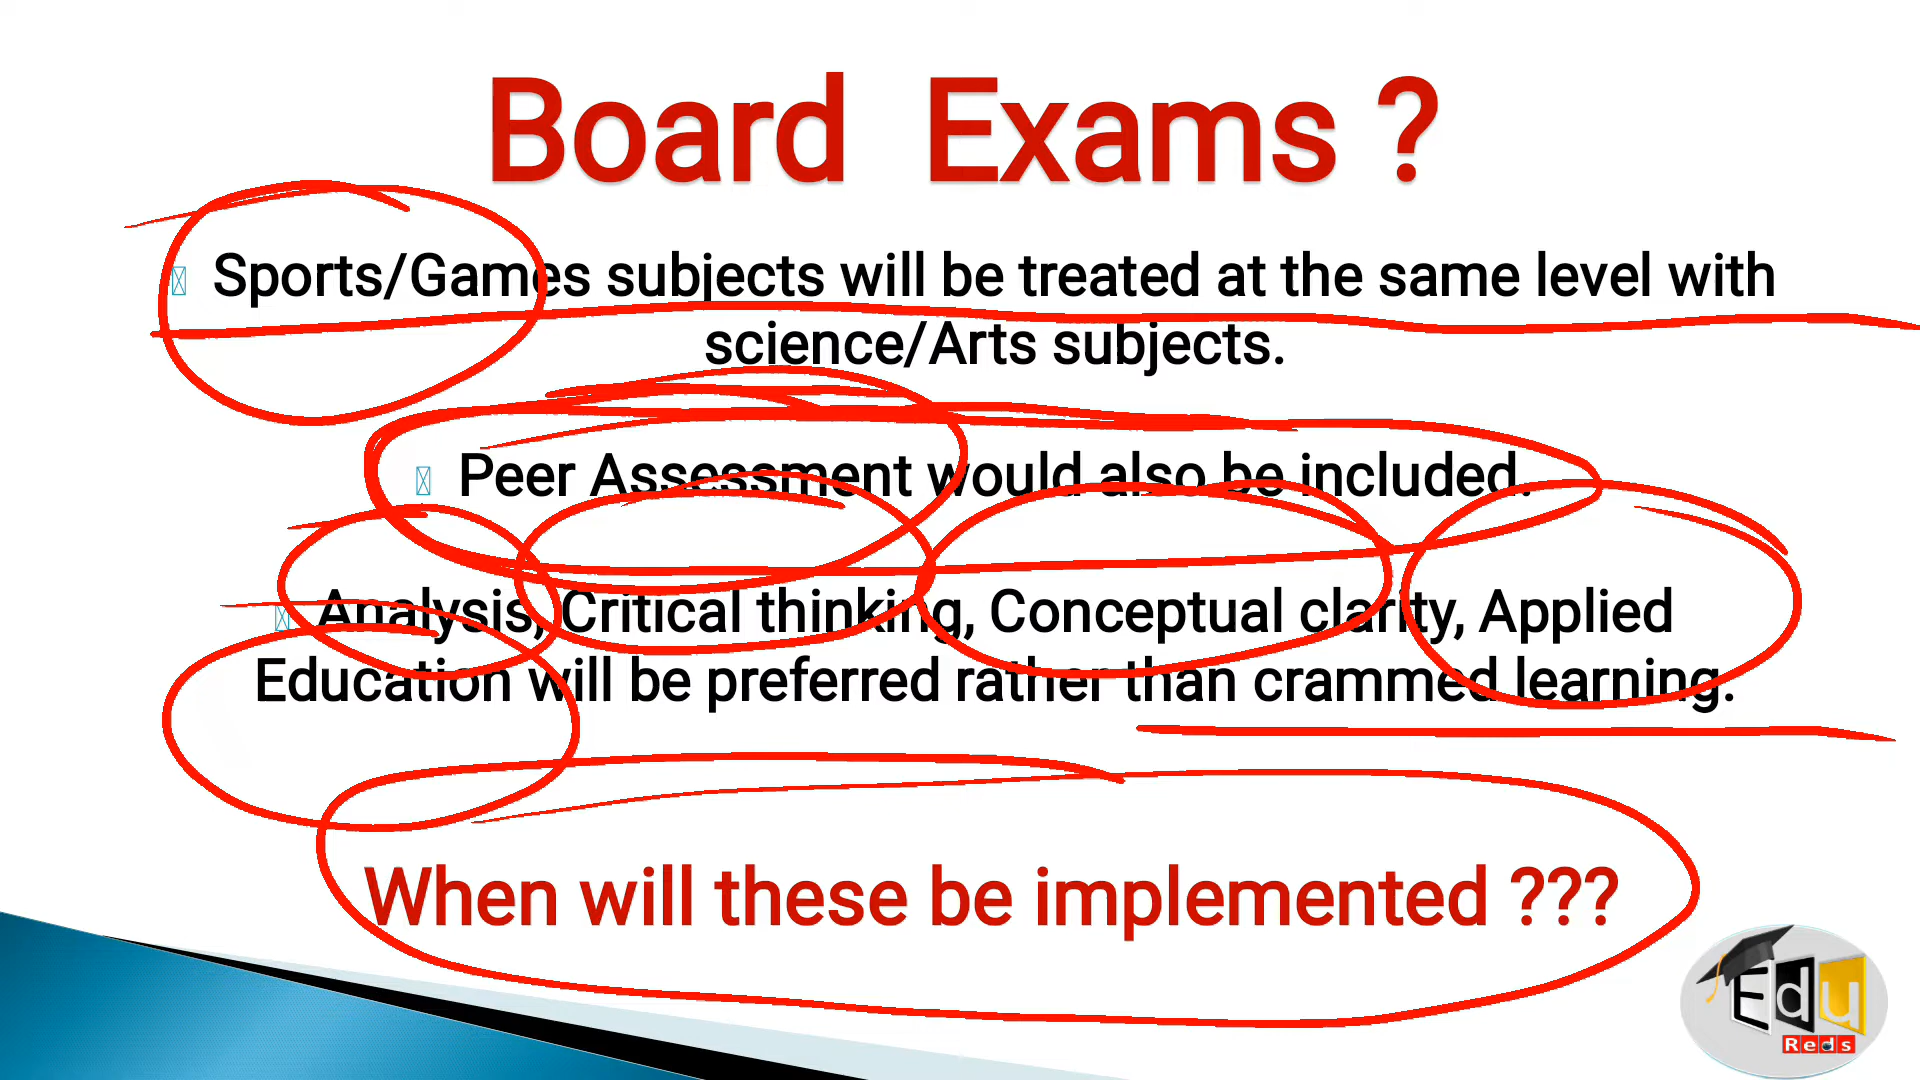 Board Exams ?
Sports/Games subjects will be treated at the same level with
science/Arts subjects.
Peer Assessment would also be included.
Analysis, Critical thinking, Conceptual clarity, Applied
Education will be preferred rather than crammed learning.
When will these be implemented ???
Edu
Reds